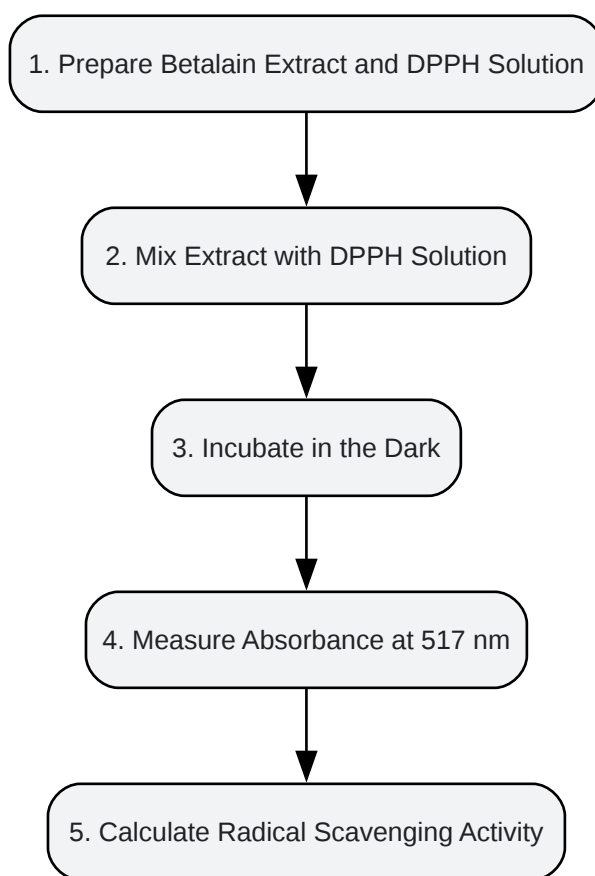 1. Prepare Betalain Extract and DPPH Solution
2. Mix Extract with DPPH Solution
3. Incubate in the Dark
4. Measure Absorbance at 517 nm
5. Calculate Radical Scavenging Activity